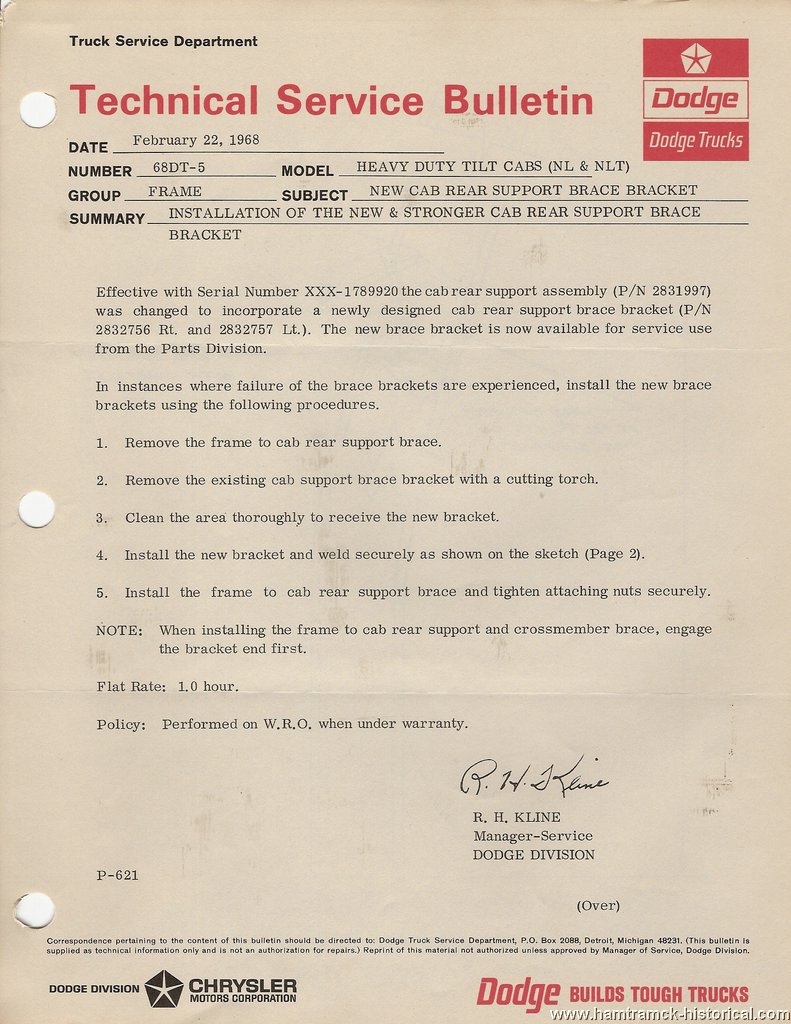 Truck Service Department
Technical Service Bulletin
Dodge
Dodge Trucks
DATE February 22, 1968
NUMBER 68DT-5 MODEL HEAVY DUTY TILT CABS (NL & NLT)
GROUP FRAME SUBJECT NEW CAB REAR SUPPORT BRACE BRACKET
SUMMARY INSTALLATION OF THE NEW & STRONGER CAB REAR SUPPORT BRACE
BRACKET
Effective with Serial Number XXX-1789920 the cab rear support assembly (P/N 2831997)
was changed to incorporate a newly designed cab rear support brace bracket (P/N
2832756 Rt. and 2832757 Lt.). The new brace bracket is now available for service use
from the Parts Division.
In instances where failure of the brace brackets are experienced, install the new brace
brackets using the following procedures.
1. Remove the frame to cab rear support brace.
2. Remove the existing cab support brace bracket with a cutting torch.
3. Clean the area thoroughly to receive the new bracket.
4. Install the new bracket and weld securely as shown on the sketch (Page 2).
5. Install the frame to cab rear support brace and tighten attaching nuts securely.
NOTE: When installing the frame to cab rear support and crossmember brace, engage
the bracket end first.
Flat Rate: 1.0 hour.
Policy: Performed on W.R.O. when under warranty.
R. H. Kline
R. H. KLINE
Manager-Service
DODGE DIVISION
P-621
(Over)
Correspondence pertaining to the content of this bulletin should be directed to: Dodge Truck Service Department, P.O. Box 2088, Detroit, Michigan 48231. (This bulletin is
supplied as technical information only and is not an authorization for repairs.) Reprint of this material not authorized unless approved by Manager of Service, Dodge Division.
DODGE DIVISION CHRYSLER
MOTORS CORPORATION
Dodge BUILDS TOUGH TRUCKS
www.hamtramck-historical.com